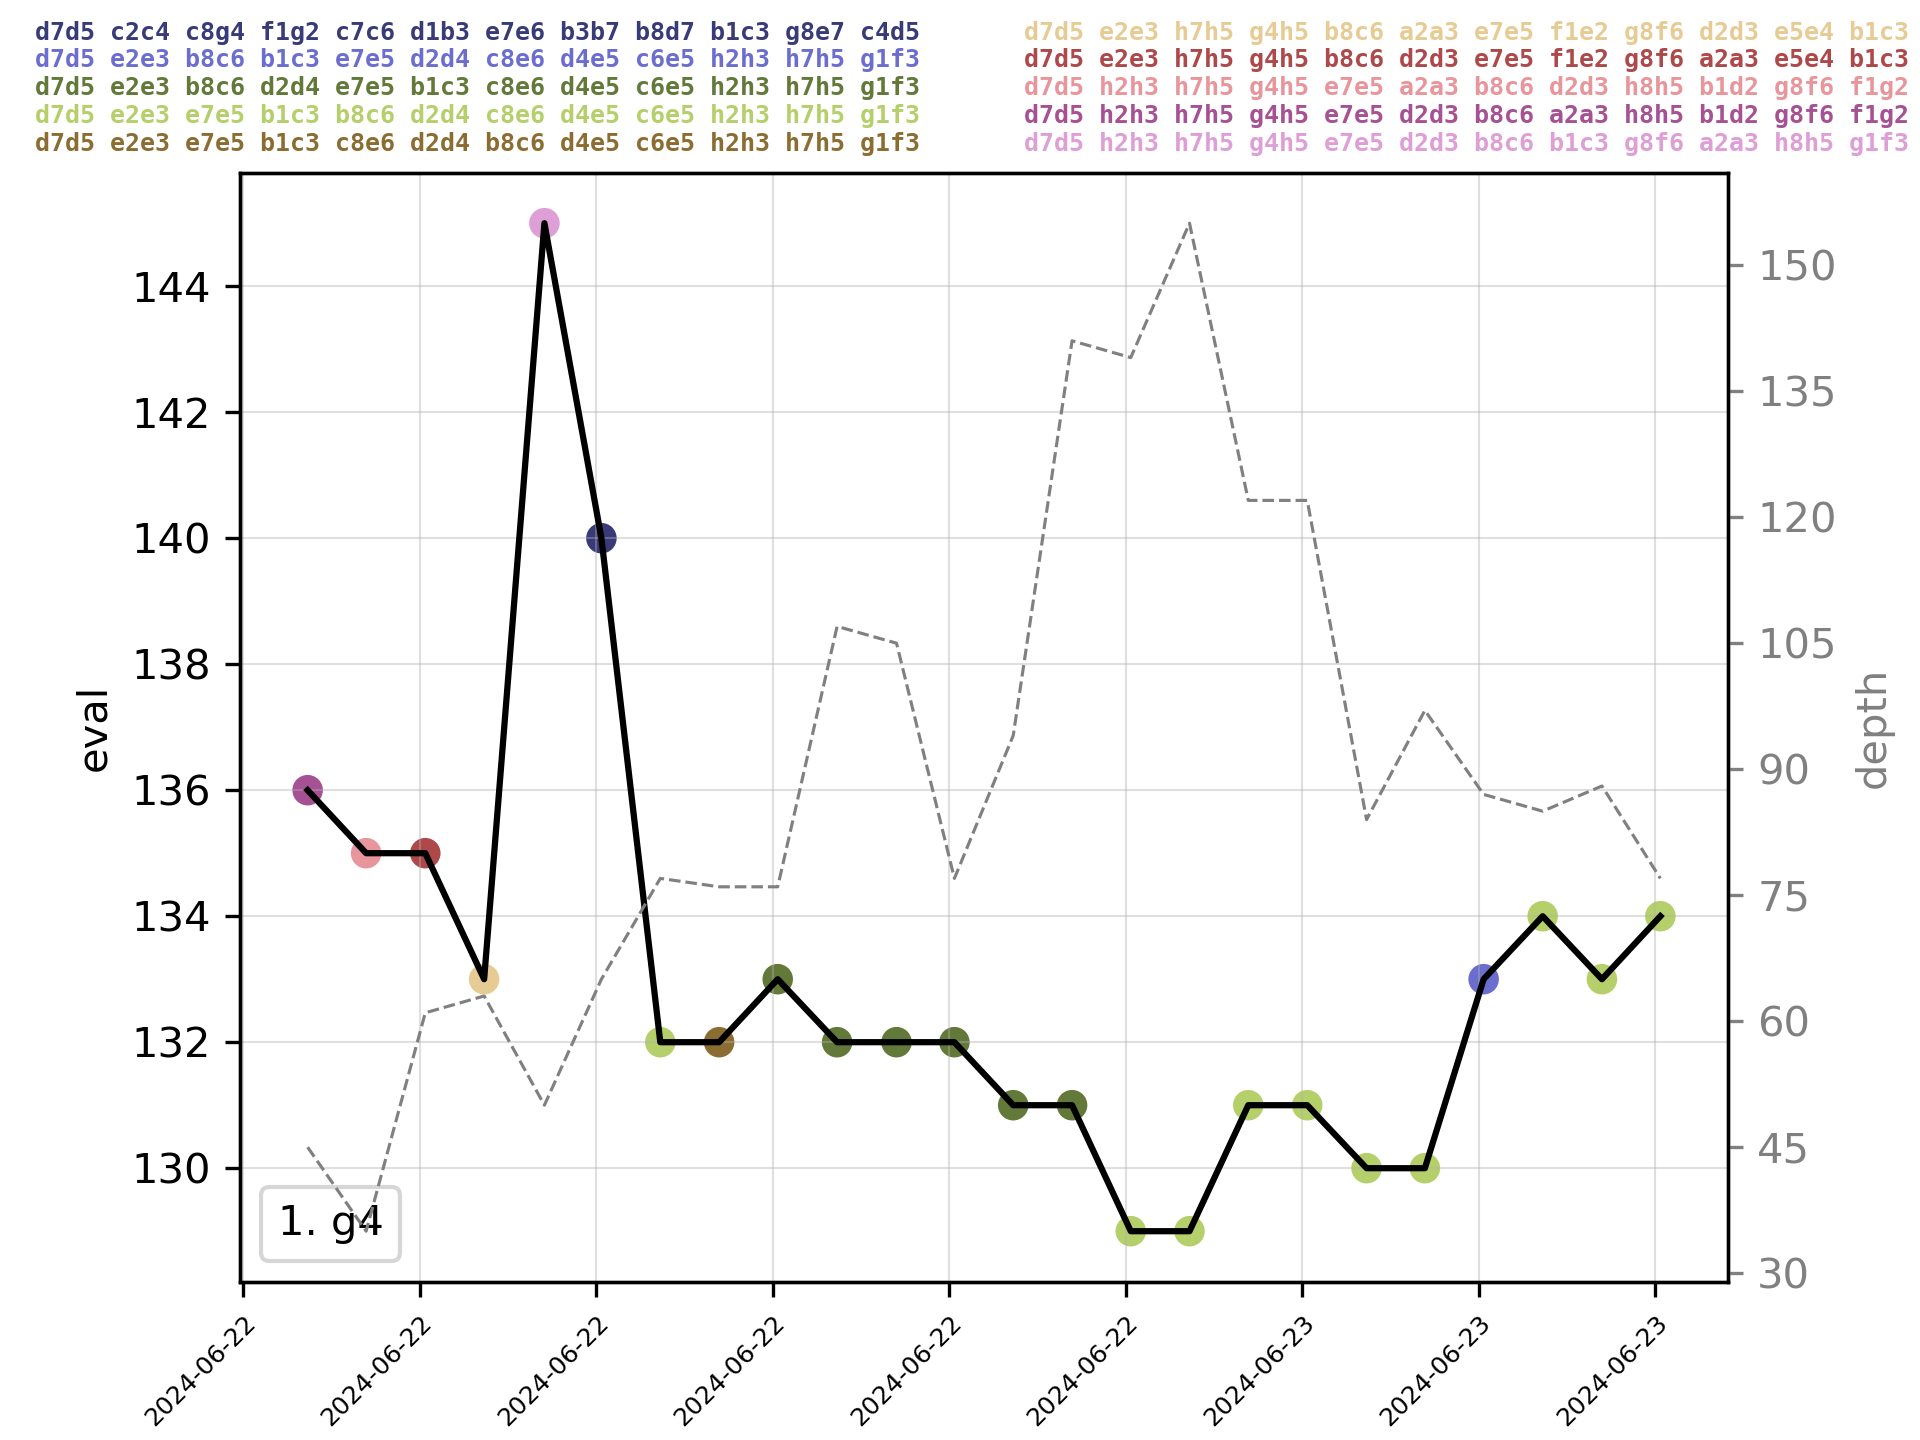 d7d5 c2c4 c8g4 f1g2 c7c6 d1b3 e7e6 b3b7 b8d7 b1c3 g8e7 c4d5
d7d5 e2e3 b8c6 b1c3 e7e5 d2d4 c8e6 d4e5 c6e5 h2h3 h7h5 g1f3
d7d5 e2e3 b8c6 d2d4 e7e5 b1c3 c8e6 d4e5 c6e5 h2h3 h7h5 g1f3
d7d5 e2e3 e7e5 b1c3 b8c6 d2d4 c8e6 d4e5 c6e5 h2h3 h7h5 g1f3
d7d5 e2e3 e7e5 b1c3 c8e6 d2d4 b8c6 d4e5 c6e5 h2h3 h7h5 g1f3
d7d5 e2e3 h7h5 g4h5 b8c6 a2a3 e7e5 f1e2 g8f6 d2d3 e5e4 b1c3
d7d5 e2e3 h7h5 g4h5 b8c6 d2d3 e7e5 f1e2 g8f6 a2a3 e5e4 b1c3
d7d5 h2h3 h7h5 g4h5 e7e5 a2a3 b8c6 d2d3 h8h5 b1d2 g8f6 f1g2
d7d5 h2h3 h7h5 g4h5 e7e5 d2d3 b8c6 a2a3 h8h5 b1d2 g8f6 f1g2
d7d5 h2h3 h7h5 g4h5 e7e5 d2d3 b8c6 b1c3 g8f6 a2a3 h8h5 g1f3
144
142
140
138
136
134
132
130
eval
150
135
120
105
90
75
60
45
30
depth
1. g4
2024-06-22
2024-06-22
2024-06-22
2024-06-22
2024-06-22
2024-06-22
2024-06-23
2024-06-23
2024-06-23